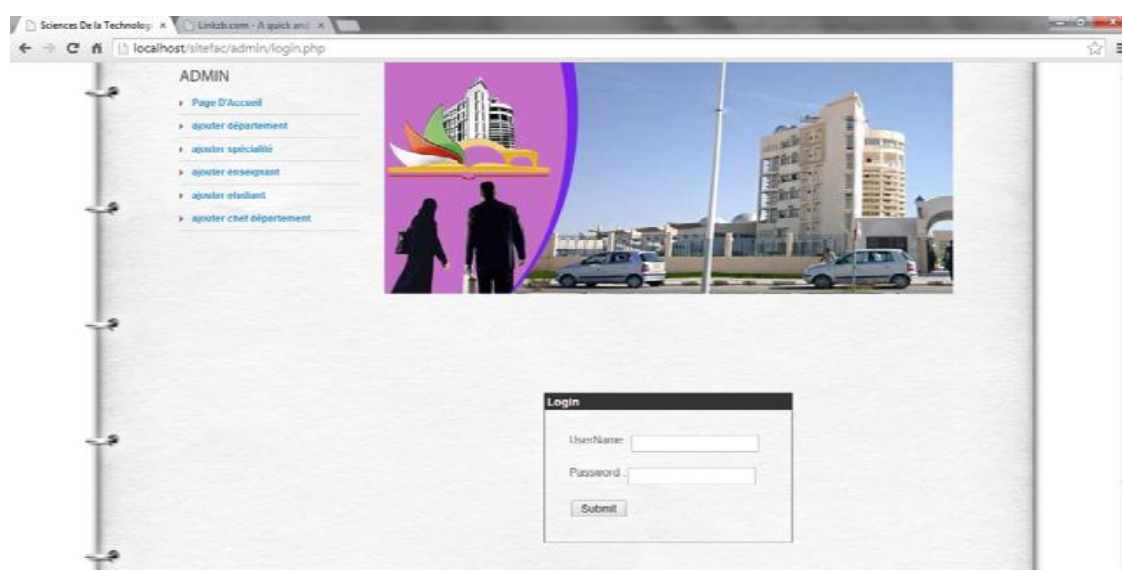 Sciences De la Technolog
Linkzb.com - A quick and
localhost/sitefac/admin/login.php
ADMIN
Page D'Accueil
ajouter département
ajouter spécialité
ajouter enseignant
ajouter etudiant
ajouter chef département
Login
UserName
Password .
Submit